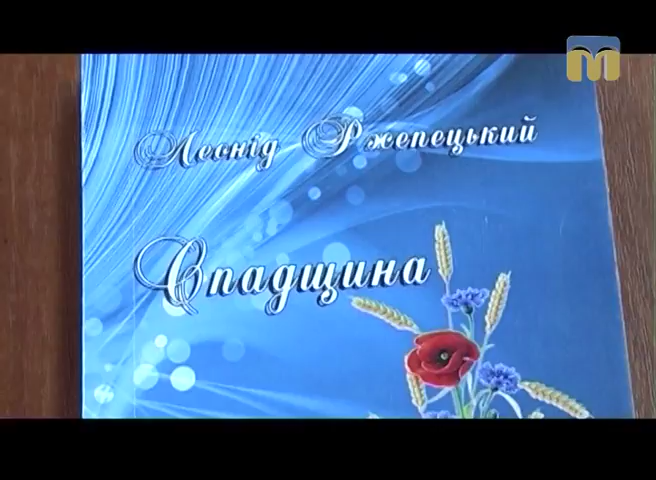 Леонід Ржепецький
Спадщина